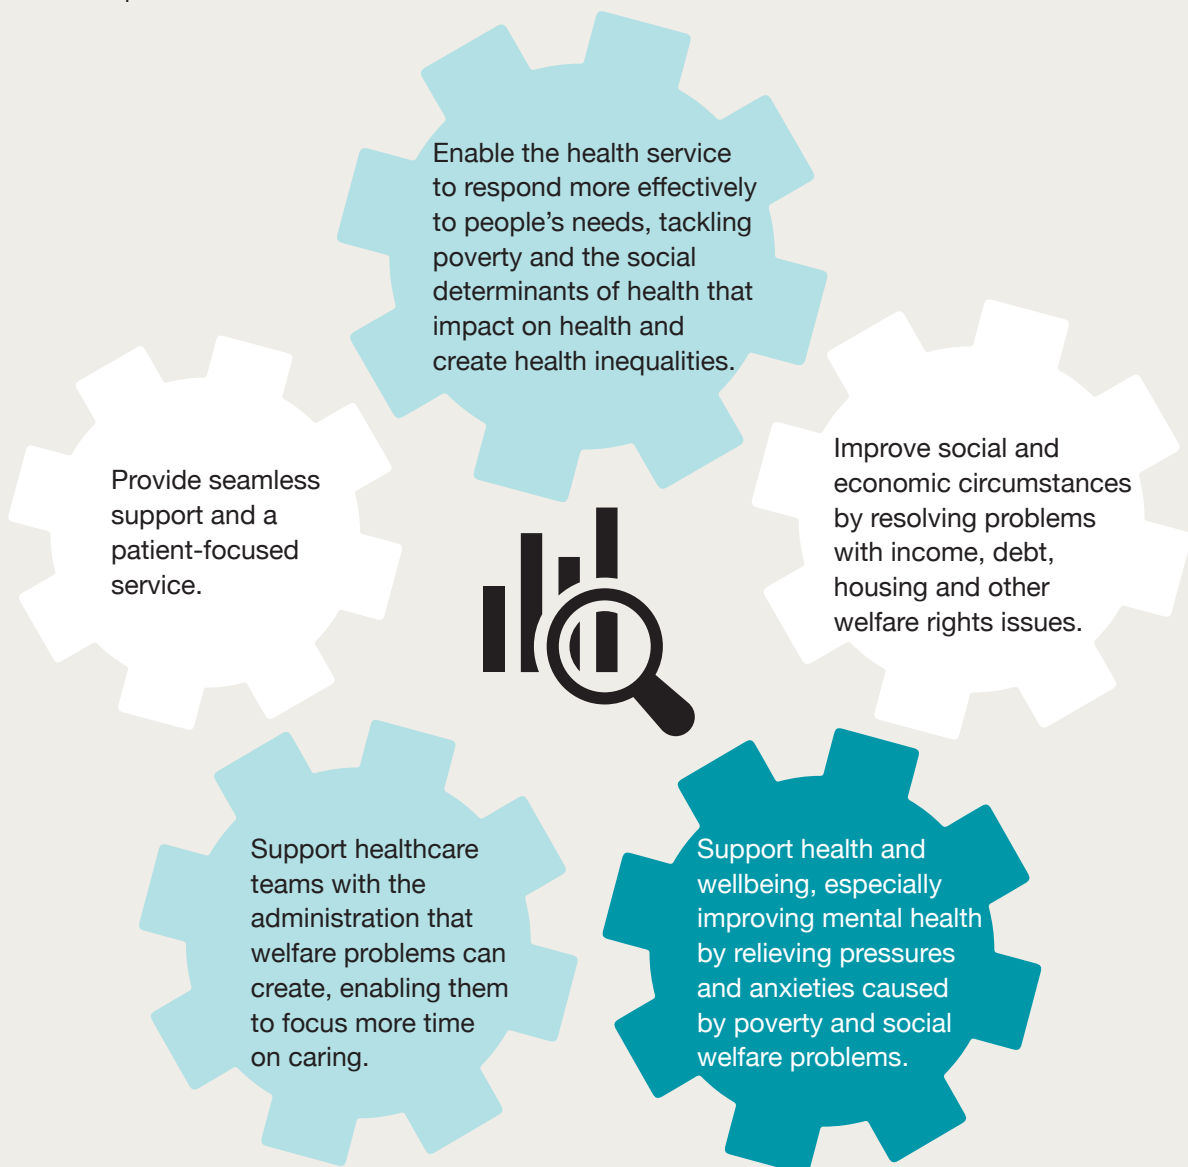 Enable the health service
to respond more effectively
to people’s needs, tackling
poverty and the social
determinants of health that
impact on health and
create health inequalities.
Provide seamless
support and a
patient-focused
service.
Improve social and
economic circumstances
by resolving problems
with income, debt,
housing and other
welfare rights issues.
Support healthcare
teams with the
administration that
welfare problems can
create, enabling them
to focus more time
on caring.
Support health and
wellbeing, especially
improving mental health
by relieving pressures
and anxieties caused
by poverty and social
welfare problems.